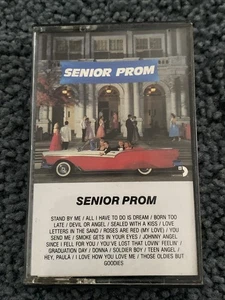 SENIOR PROM
SENIOR PROM
STAND BY ME / ALL I HAVE TO DO IS DREAM / BORN TOO
LATE / DEVIL OR ANGEL / SEALED WITH A KISS / LOVE
LETTERS IN THE SAND / ROSES ARE RED (MY LOVE) / YOU
SEND ME / SMOKE GETS IN YOUR EYES / JOHNNY ANGEL
SINCE I FELL FOR YOU / YOU'VE LOST THAT LOVIN' FEELIN' /
GRADUATION DAY / DONNA / SOLDIER BOY / TEEN ANGEL /
HEY, PAULA / I LOVE HOW YOU LOVE ME / THOSE OLDIES BUT
GOODIES